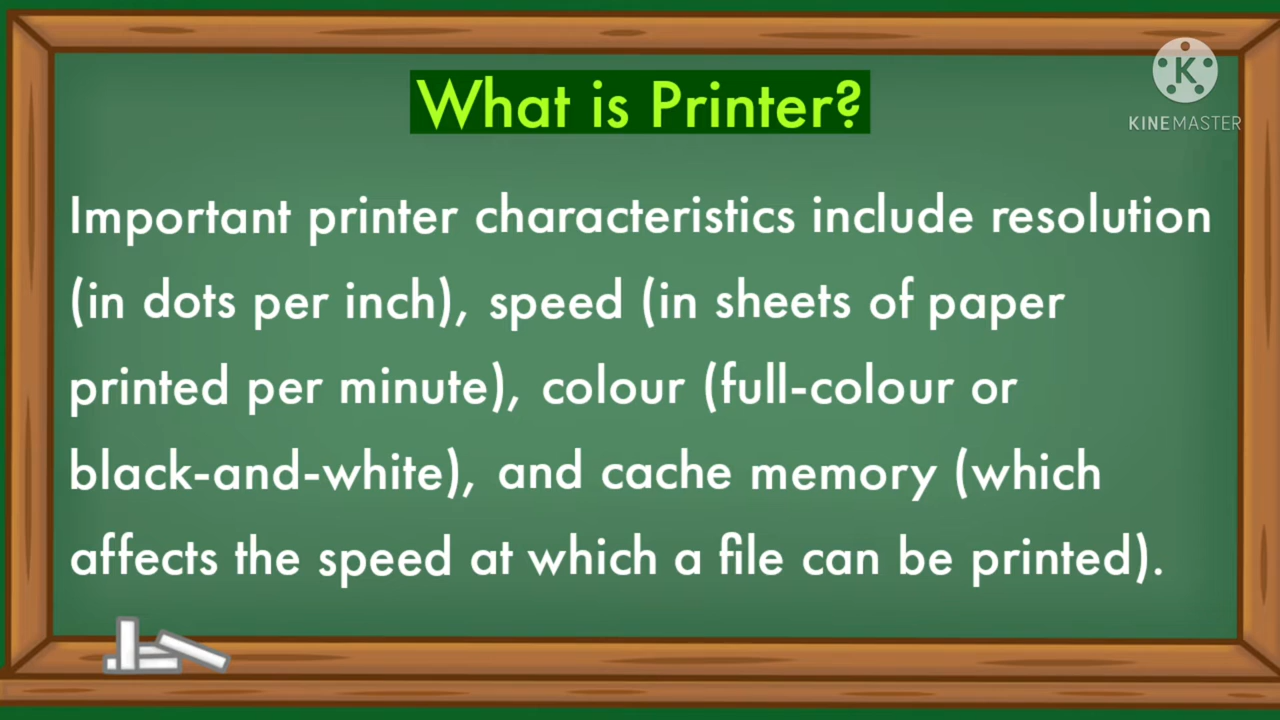 What is Printer?
K
KINEMASTER
Important printer characteristics include resolution
(in dots per inch), speed (in sheets of paper
printed per minute), colour (full-colour or
black-and-white), and cache memory (which
affects the speed at which a file can be printed).